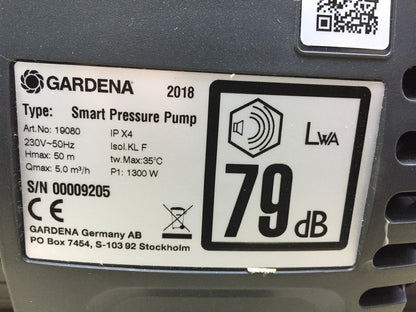 GARDENA 2018
Type: Smart Pressure Pump
Art.No: 19080 IP X4
230V~50Hz Isol.KL F
Hmax: 50 m tw.Max:35°C
Qmax: 5,0 m³/h P1: 1300 W
S/N 00009205
CE
GARDENA Germany AB
PO Box 7454, S-103 92 Stockholm
LWA
79 dB